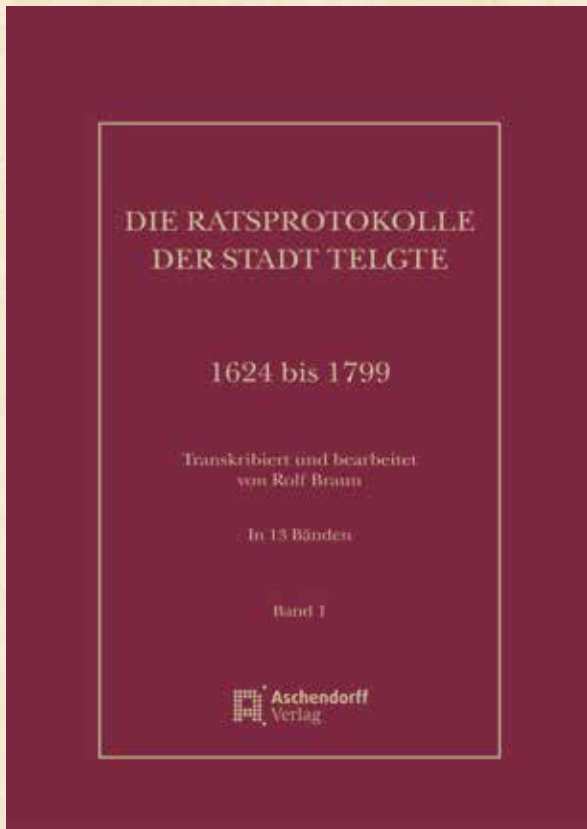 DIE RATSPROTOKOLLE
DER STADT TELGTE
1624 bis 1799
Transkribiert und bearbeitet
von Rolf Braun
In 13 Bänden
Band 1
Aschendorff
Verlag